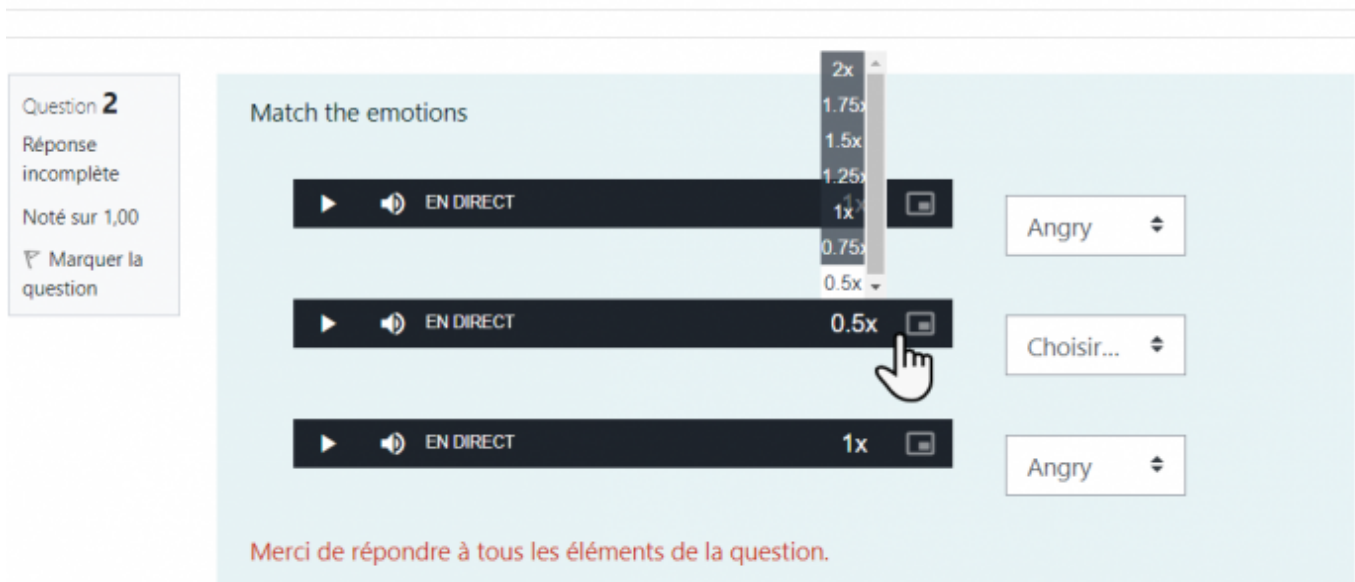 Question 2
Réponse
incomplète
Noté sur 1,00
Marquer la
question
Match the emotions
2x
1.75x
1.5x
1.25x
1x
0.75x
0.5x
EN DIRECT
1x
Angry
EN DIRECT
0.5x
Choisir...
EN DIRECT
1x
Angry
Merci de répondre à tous les éléments de la question.